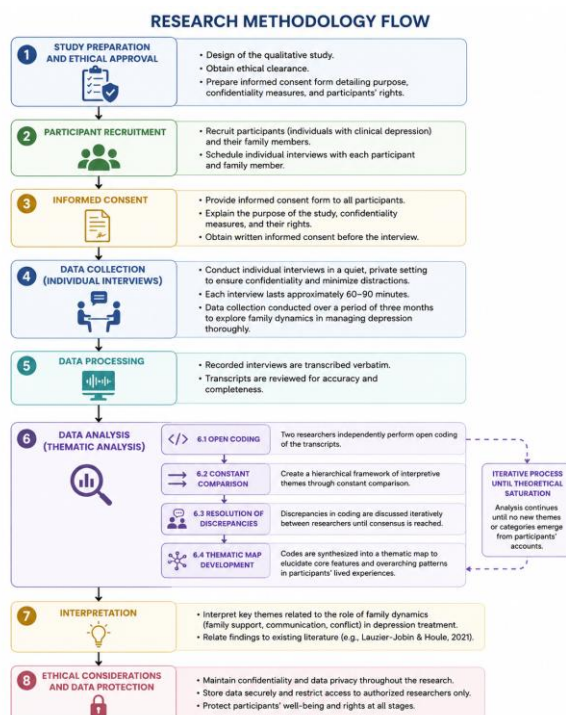 RESEARCH METHODOLOGY FLOW
1
STUDY PREPARATION
AND ETHICAL APPROVAL
• Design of the qualitative study.
• Obtain ethical clearance.
• Prepare informed consent form detailing purpose,
confidentiality measures, and participants' rights.
2
PARTICIPANT RECRUITMENT
• Recruit participants (individuals with clinical depression)
and their family members.
• Schedule individual interviews with each participant
and family member.
3
INFORMED CONSENT
• Provide informed consent form to all participants.
• Explain the purpose of the study, confidentiality
measures, and their rights.
• Obtain written informed consent before the interview.
4
DATA COLLECTION
(INDIVIDUAL INTERVIEWS)
• Conduct individual interviews in a quiet, private setting
to ensure confidentiality and minimize distractions.
• Each interview lasts approximately 60–90 minutes.
• Data collection conducted over a period of three months
to explore family dynamics in managing depression
thoroughly.
5
DATA PROCESSING
• Recorded interviews are transcribed verbatim.
• Transcripts are reviewed for accuracy and
completeness.
6
DATA ANALYSIS
(THEMATIC ANALYSIS)
</> 6.1 OPEN CODING
Two researchers independently perform open coding
of the transcripts.
6.2 CONSTANT
COMPARISON
Create a hierarchical framework of interpretive
themes through constant comparison.
6.3 RESOLUTION OF
DISCREPANCIES
Discrepancies in coding are discussed iteratively
between researchers until consensus is reached.
6.4 THEMATIC MAP
DEVELOPMENT
Codes are synthesized into a thematic map to
elucidate core features and overarching patterns
in participants' lived experiences.
ITERATIVE PROCESS
UNTIL THEORETICAL
SATURATION
Analysis continues
until no new themes
or categories emerge
from participants'
accounts.
7
INTERPRETATION
• Interpret key themes related to the role of family dynamics
(family support, communication, conflict) in depression treatment.
• Relate findings to existing literature (e.g., Lauzier-Jobin & Houle, 2021).
8
ETHICAL CONSIDERATIONS
AND DATA PROTECTION
• Maintain confidentiality and data privacy throughout the research.
• Store data securely and restrict access to authorized researchers only.
• Protect participants' well-being and rights at all stages.